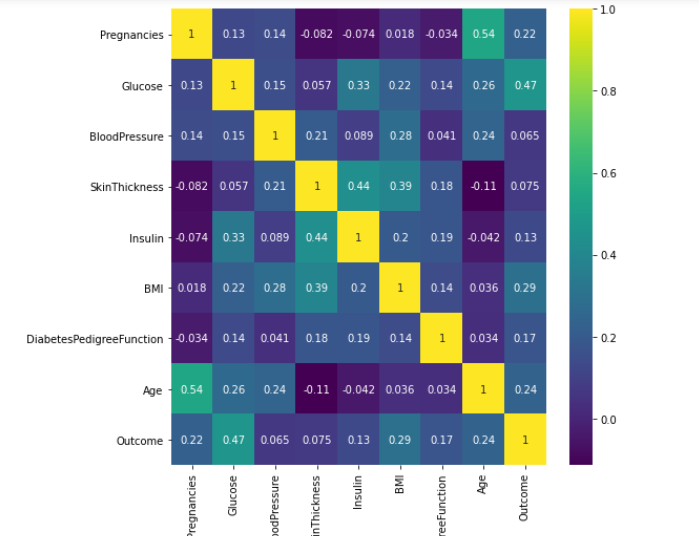 Pregnancies 1 0.13 0.14 -0.082 -0.074 0.018 -0.034 0.54 0.22
Glucose 0.13 1 0.15 0.057 0.33 0.22 0.14 0.26 0.47
BloodPressure 0.14 0.15 1 0.21 0.089 0.28 0.041 0.24 0.065
SkinThickness -0.082 0.057 0.21 1 0.44 0.39 0.18 -0.11 0.075
Insulin -0.074 0.33 0.089 0.44 1 0.2 0.19 -0.042 0.13
BMI 0.018 0.22 0.28 0.39 0.2 1 0.14 0.036 0.29
DiabetesPedigreeFunction -0.034 0.14 0.041 0.18 0.19 0.14 1 0.034 0.17
Age 0.54 0.26 0.24 -0.11 -0.042 0.036 0.034 1 0.24
Outcome 0.22 0.47 0.065 0.075 0.13 0.29 0.17 0.24 1
Pregnancies
Glucose
odPressure
inThickness
Insulin
BMI
reeFunction
Age
Outcome
1.0
0.8
0.6
0.4
0.2
0.0